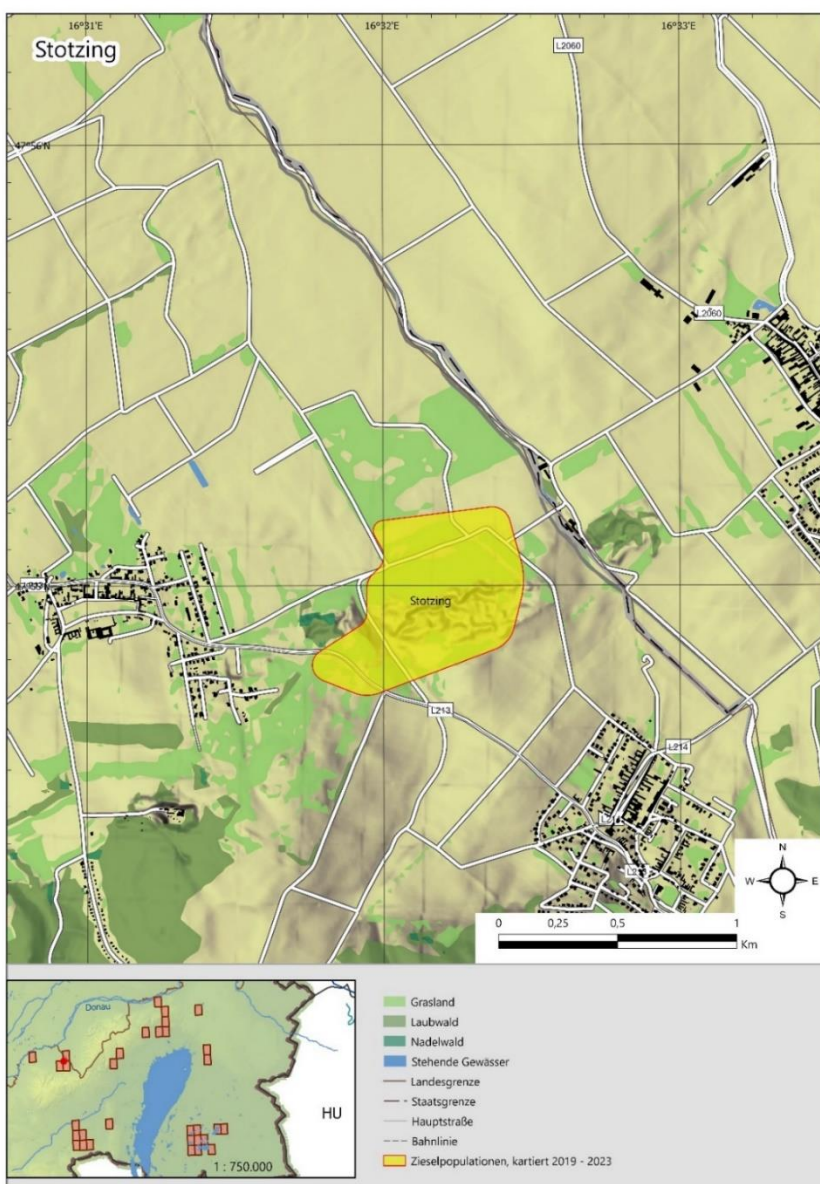 16°31'E 16°32'E 16°33'E
Stotzing
L2060
47°56'N
L2060
Stotzing
L213
L214
N
W E
S
0 0,25 0,5 1
Km
Donau
HU
1 : 750.000
Grasland
Laubwald
Nadelwald
Stehende Gewässer
Landesgrenze
Staatsgrenze
Hauptstraße
Bahnlinie
Zieselpopulationen, kartiert 2019 - 2023